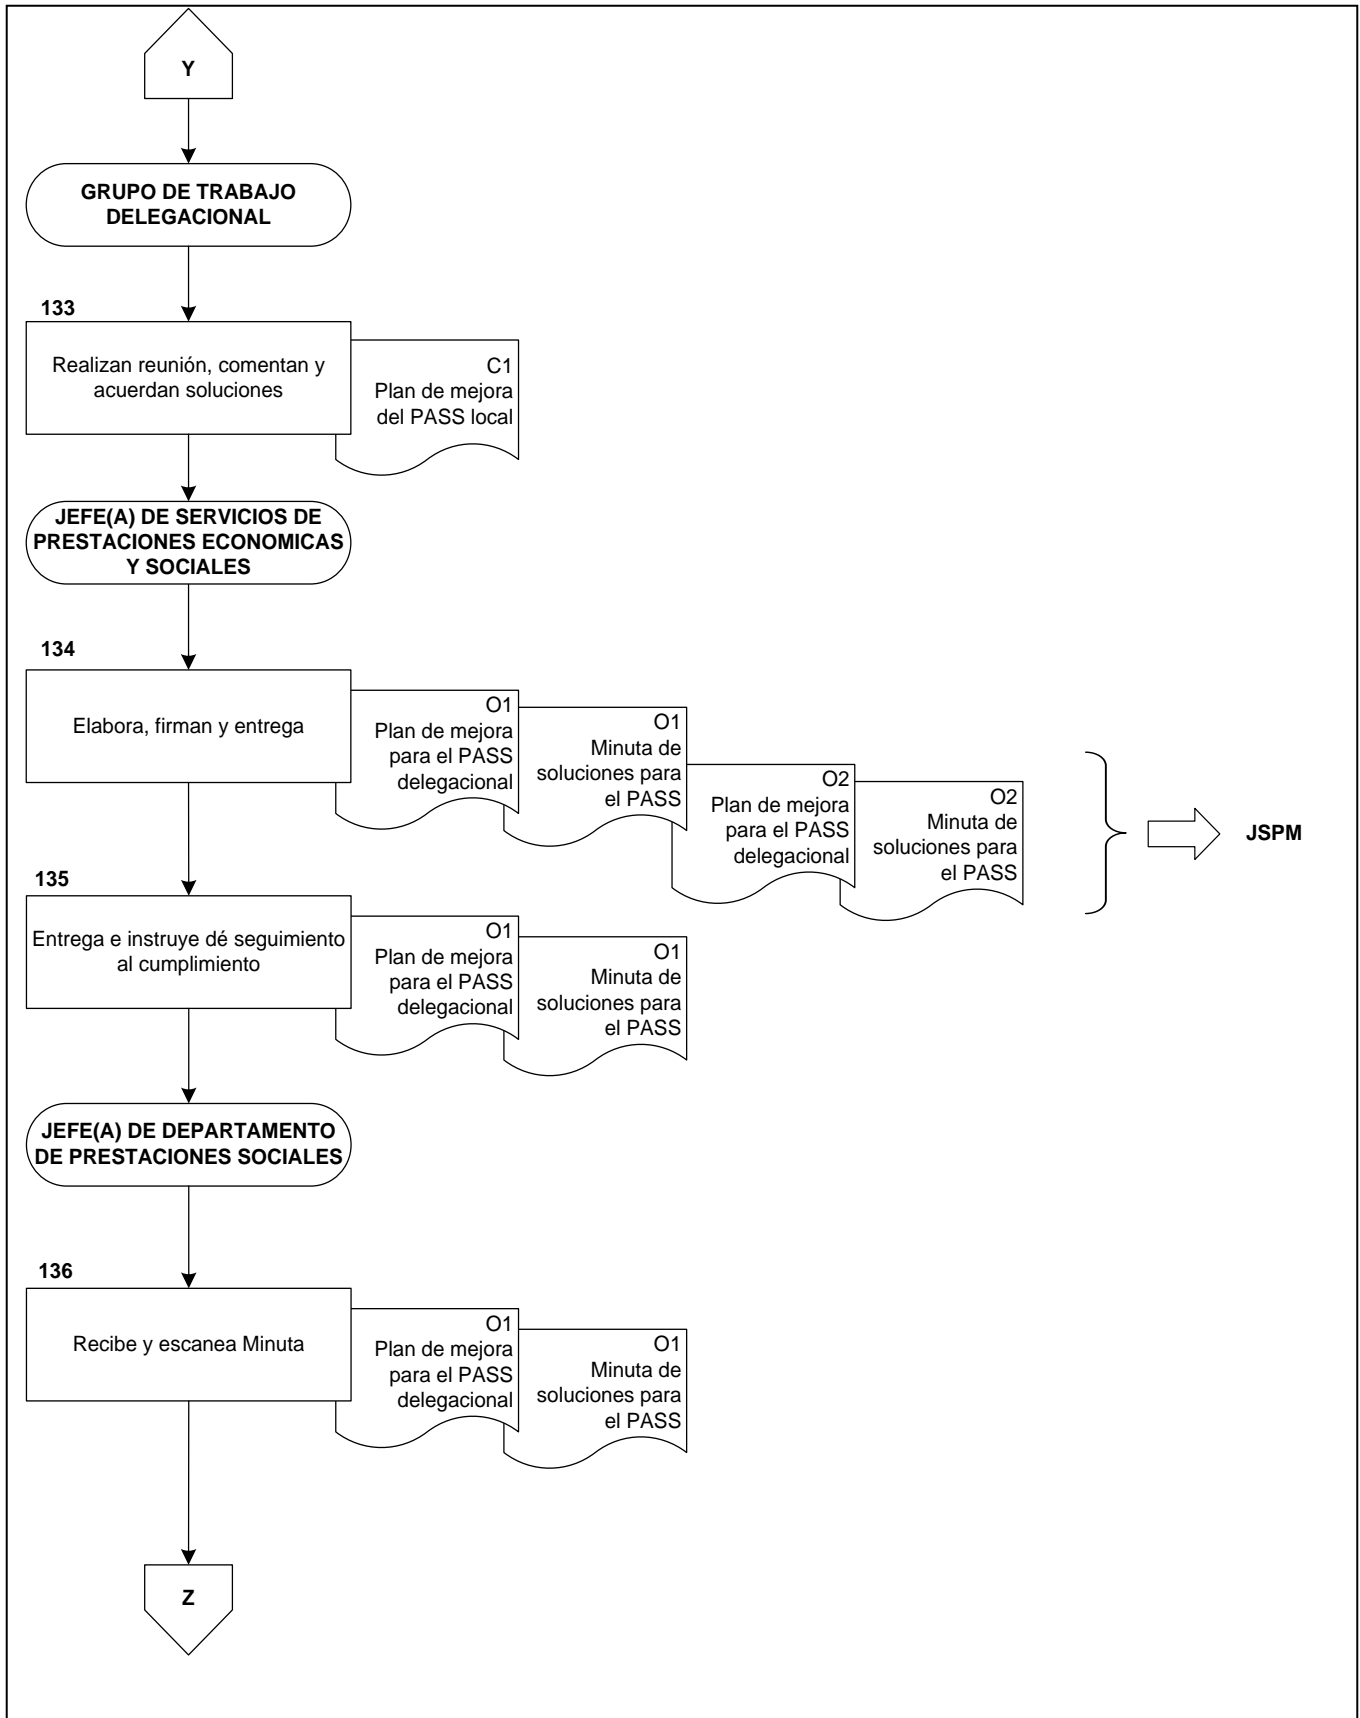 Y
GRUPO DE TRABAJO
DELEGACIONAL
133
Realizan reunión, comentan y
acuerdan soluciones
C1
Plan de mejora
del PASS local
JEFE(A) DE SERVICIOS DE
PRESTACIONES ECONOMICAS
Y SOCIALES
134
Elabora, firman y entrega
O1
Plan de mejora
para el PASS
delegacional
O1
Minuta de
soluciones para
el PASS
O2
Plan de mejora
para el PASS
delegacional
O2
Minuta de
soluciones para
el PASS
JSPM
135
Entrega e instruye dé seguimiento
al cumplimiento
O1
Plan de mejora
para el PASS
delegacional
O1
Minuta de
soluciones para
el PASS
JEFE(A) DE DEPARTAMENTO
DE PRESTACIONES SOCIALES
136
Recibe y escanea Minuta
O1
Plan de mejora
para el PASS
delegacional
O1
Minuta de
soluciones para
el PASS
Z